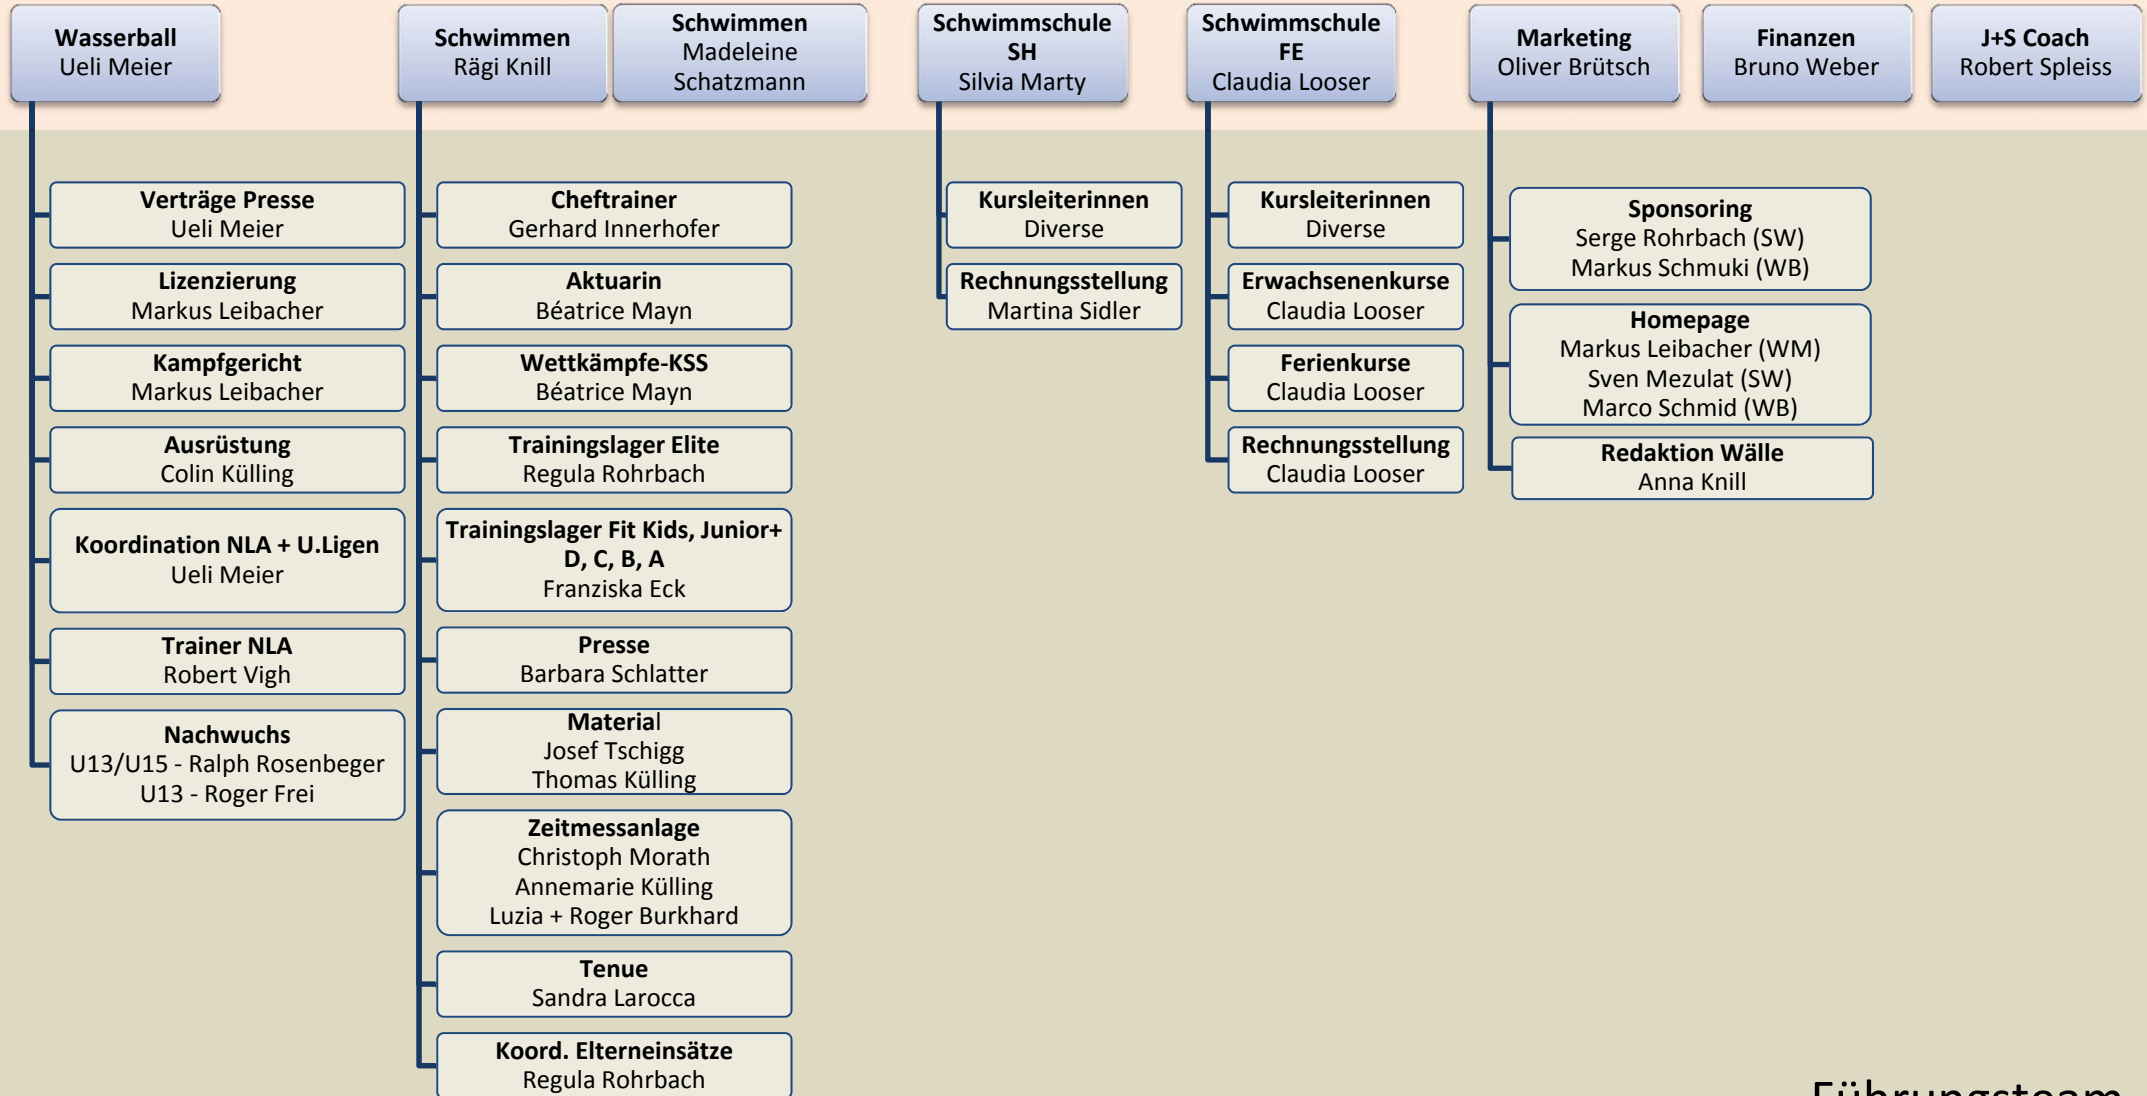 Wasserball
Ueli Meier
Schwimmen
Rägi Knill
Schwimmen
Madeleine
Schatzmann
Schwimmschule
SH
Silvia Marty
Schwimmschule
FE
Claudia Looser
Marketing
Oliver Brütsch
Finanzen
Bruno Weber
J+S Coach
Robert Spleiss
Verträge Presse
Ueli Meier
Lizenzierung
Markus Leibacher
Kampfgericht
Markus Leibacher
Ausrüstung
Colin Külling
Koordination NLA + U.Ligen
Ueli Meier
Trainer NLA
Robert Vigh
Nachwuchs
U13/U15 - Ralph Rosenbeger
U13 - Roger Frei
Cheftrainer
Gerhard Innerhofer
Aktuarin
Béatrice Mayn
Wettkämpfe-KSS
Béatrice Mayn
Trainingslager Elite
Regula Rohrbach
Trainingslager Fit Kids, Junior+
D, C, B, A
Franziska Eck
Presse
Barbara Schlatter
Material
Josef Tschigg
Thomas Külling
Zeitmessanlage
Christoph Morath
Annemarie Külling
Luzia + Roger Burkhard
Tenue
Sandra Larocca
Koord. Elterneinsätze
Regula Rohrbach
Kursleiterinnen
Diverse
Rechnungsstellung
Martina Sidler
Kursleiterinnen
Diverse
Erwachsenenkurse
Claudia Looser
Ferienkurse
Claudia Looser
Rechnungsstellung
Claudia Looser
Sponsoring
Serge Rohrbach (SW)
Markus Schmuki (WB)
Homepage
Markus Leibacher (WM)
Sven Mezulat (SW)
Marco Schmid (WB)
Redaktion Wälle
Anna Knill
Führungsteam